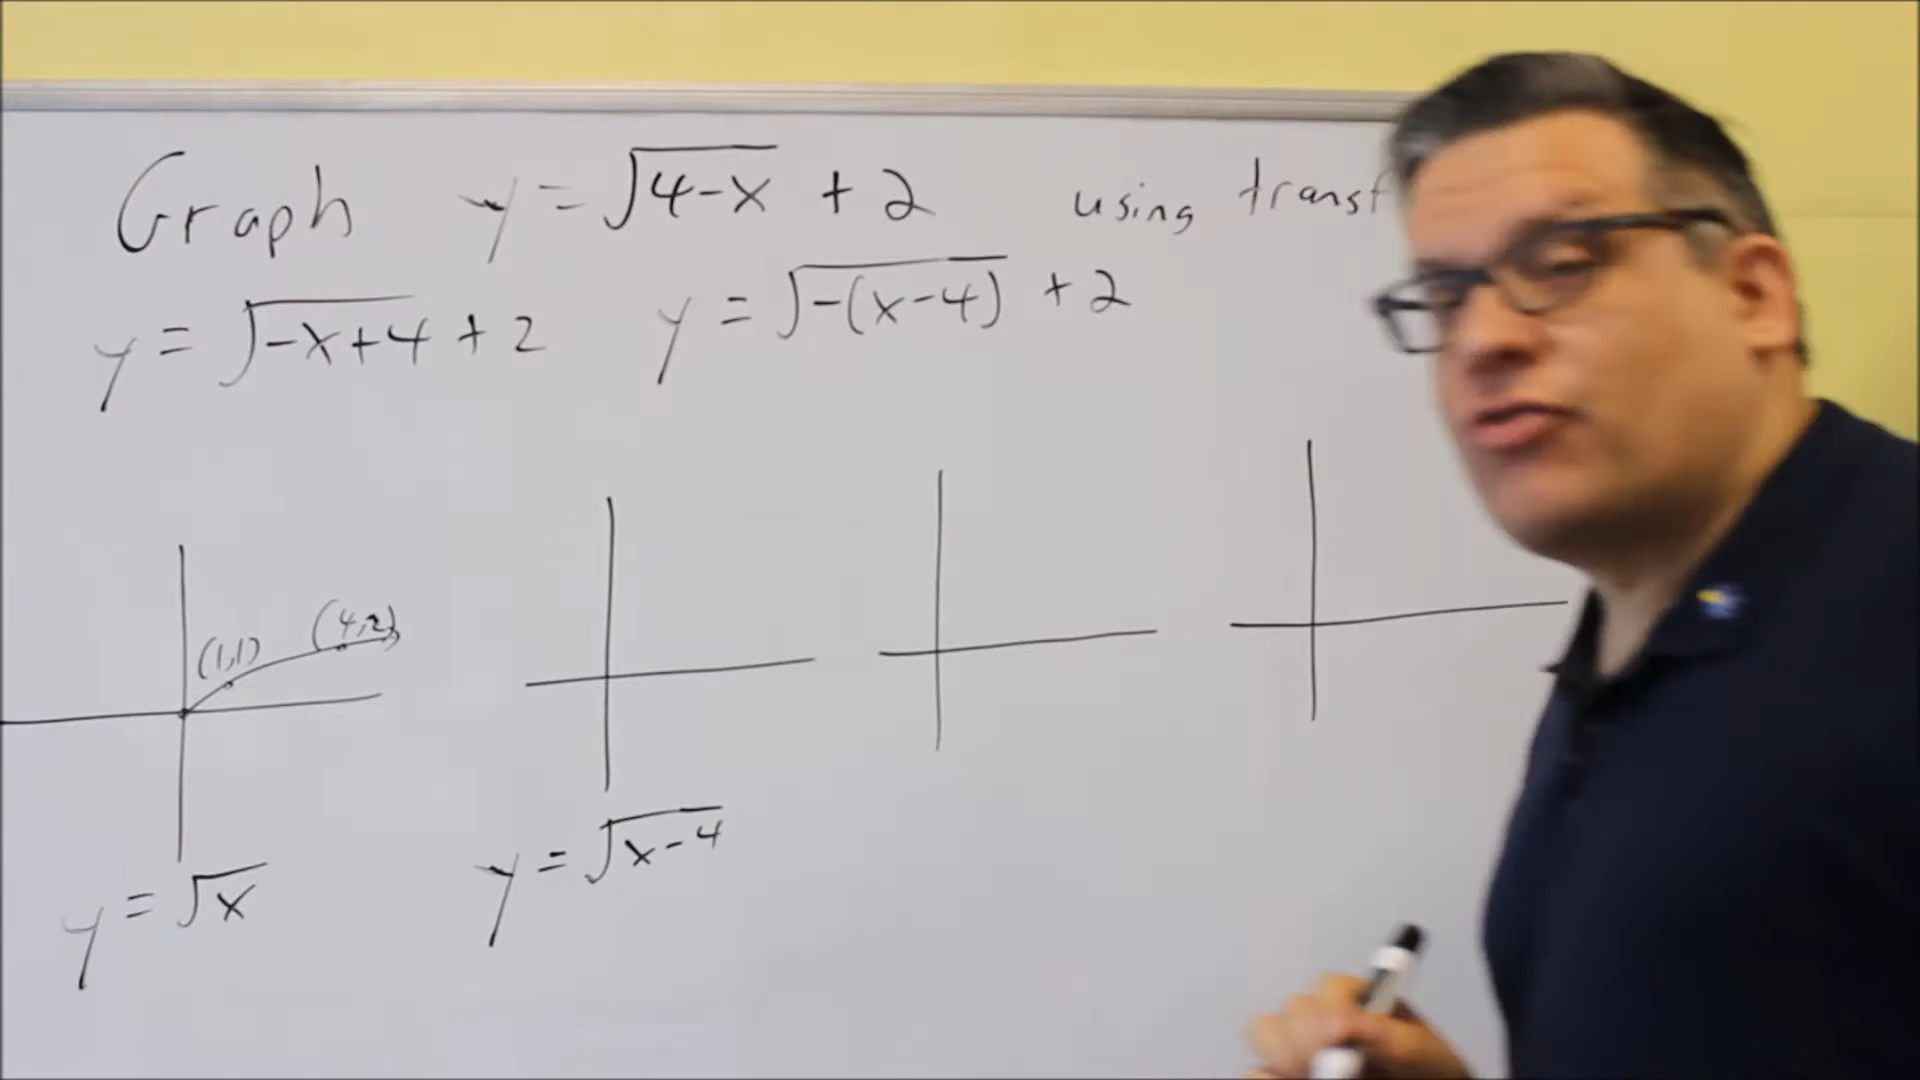 Graph y = √4-x + 2 using transf
y = √-x+4 + 2 y = √-(x-4) + 2
(1,1) (4,2)
y = √x y = √x-4